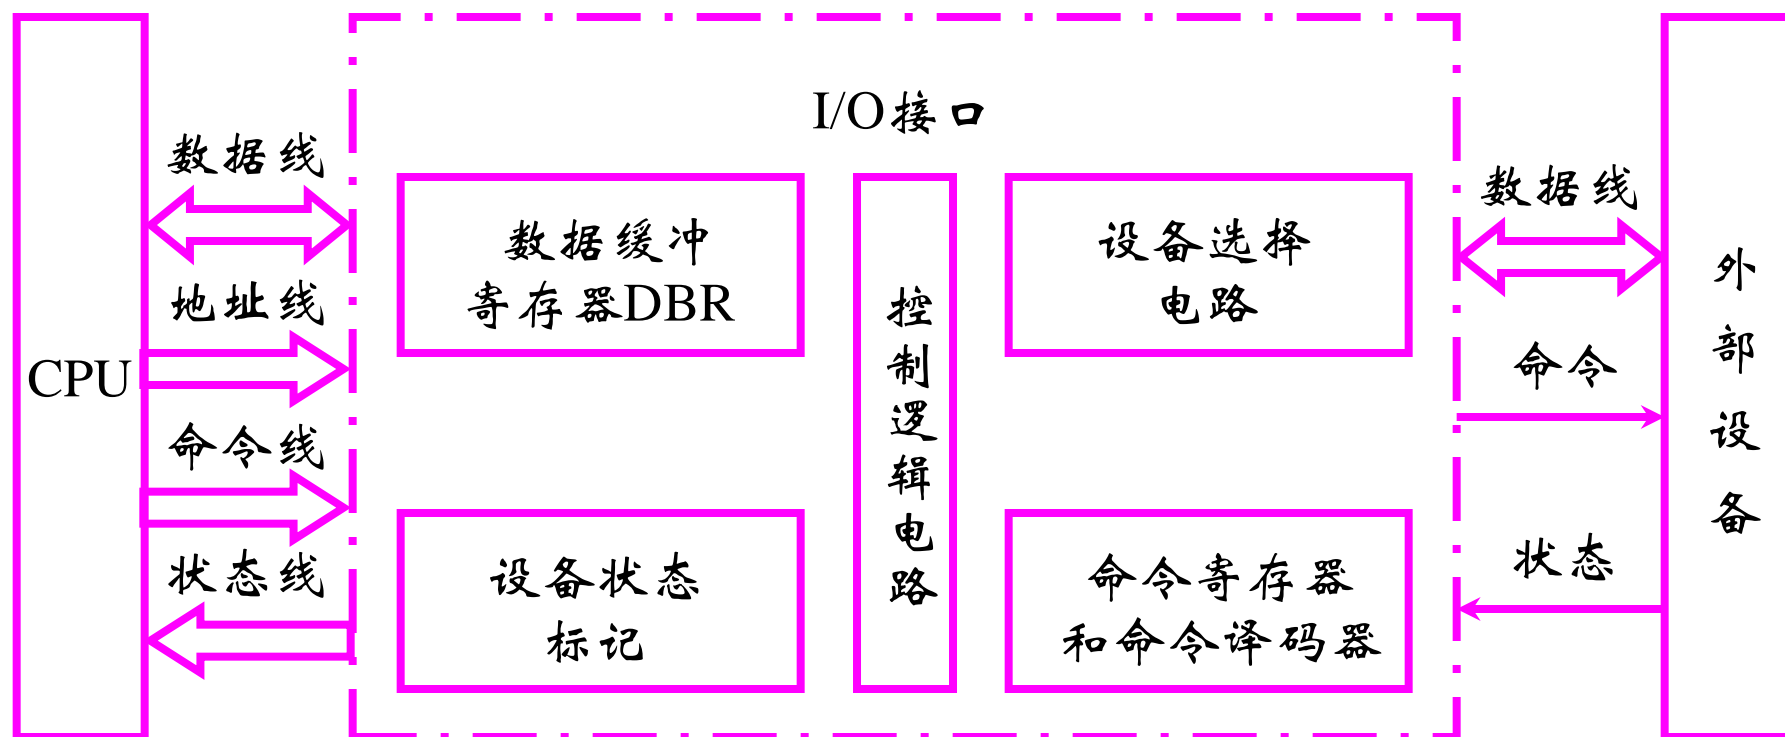 I/O接口
CPU
数据线
地址线
命令线
状态线
数据缓冲
寄存器DBR
设备状态
标记
控制逻辑电路
设备选择
电路
命令寄存器
和命令译码器
数据线
命令
状态
外部设备